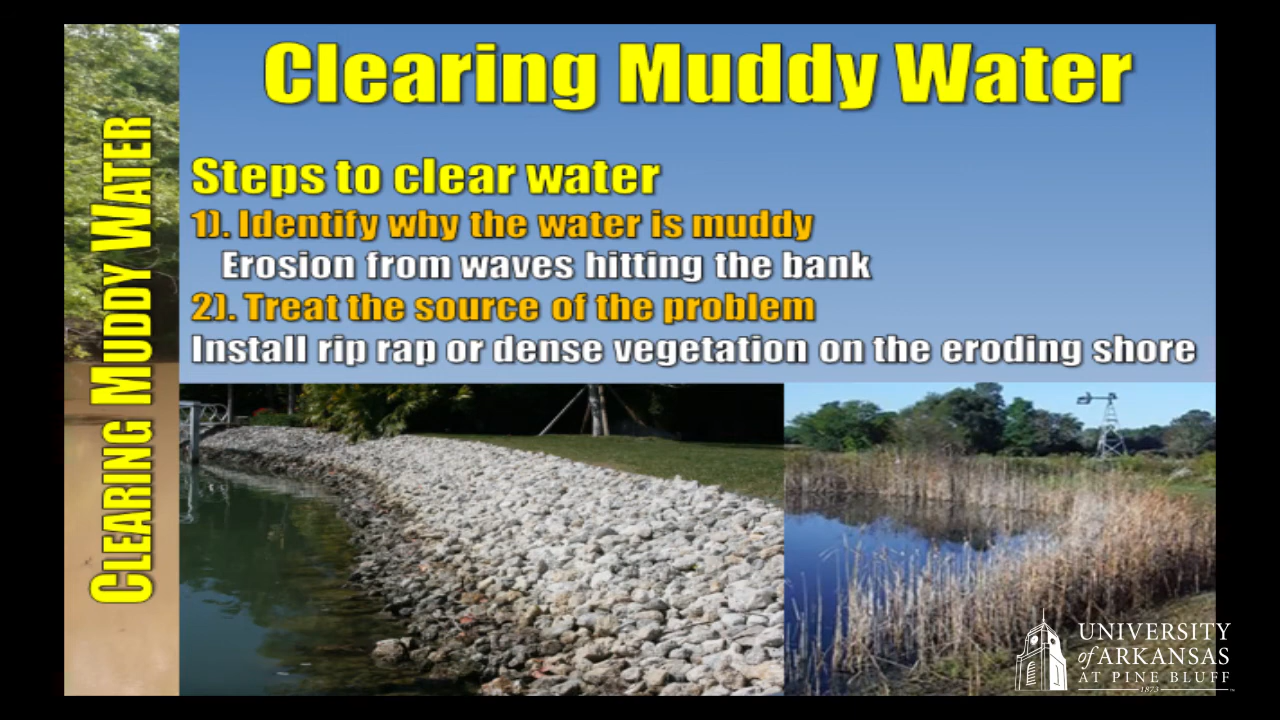 Clearing Muddy Water
CLEARING MUDDY WATER
Steps to clear water
1). Identify why the water is muddy
Erosion from waves hitting the bank
2). Treat the source of the problem
Install rip rap or dense vegetation on the eroding shore
UNIVERSITY
of ARKANSAS
AT PINE BLUFF
1873